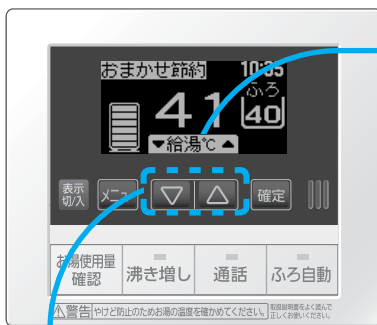 おまかせ節約 10:35
ふろ
41 40
▼給湯℃▲
表示
切/入
メニュー
▽
△
確定
お湯使用量
確認
沸き増し
通話
ふろ自動
⚠警告 やけど防止のためお湯の温度を確かめてください。
取扱説明書をよく読んで
正しくお使いください。